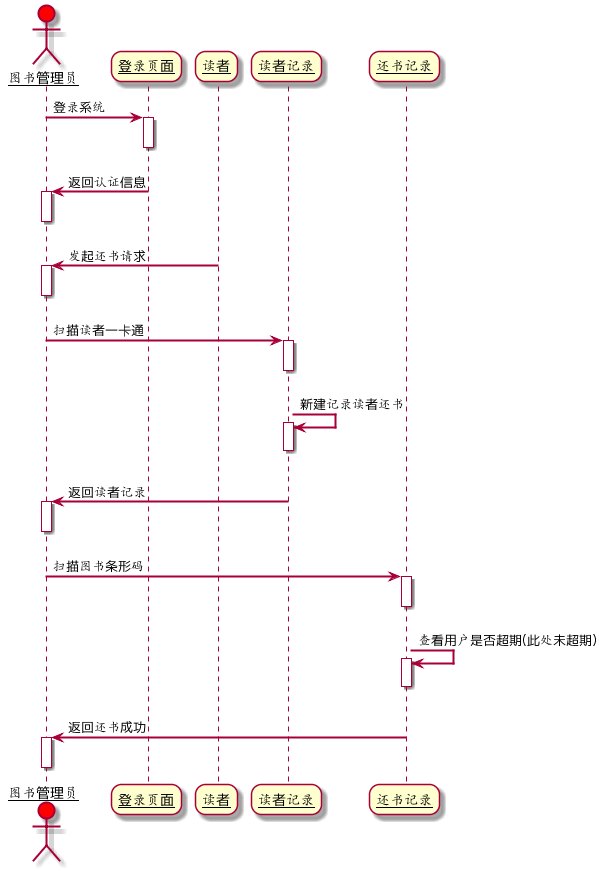 图书管理员
登录页面
读者
读者记录
还书记录
登录系统
返回认证信息
发起还书请求
扫描读者一卡通
新建记录读者还书
返回读者记录
扫描图书条形码
查看用户是否超期(此处未超期)
返回还书成功
图书管理员
登录页面
读者
读者记录
还书记录